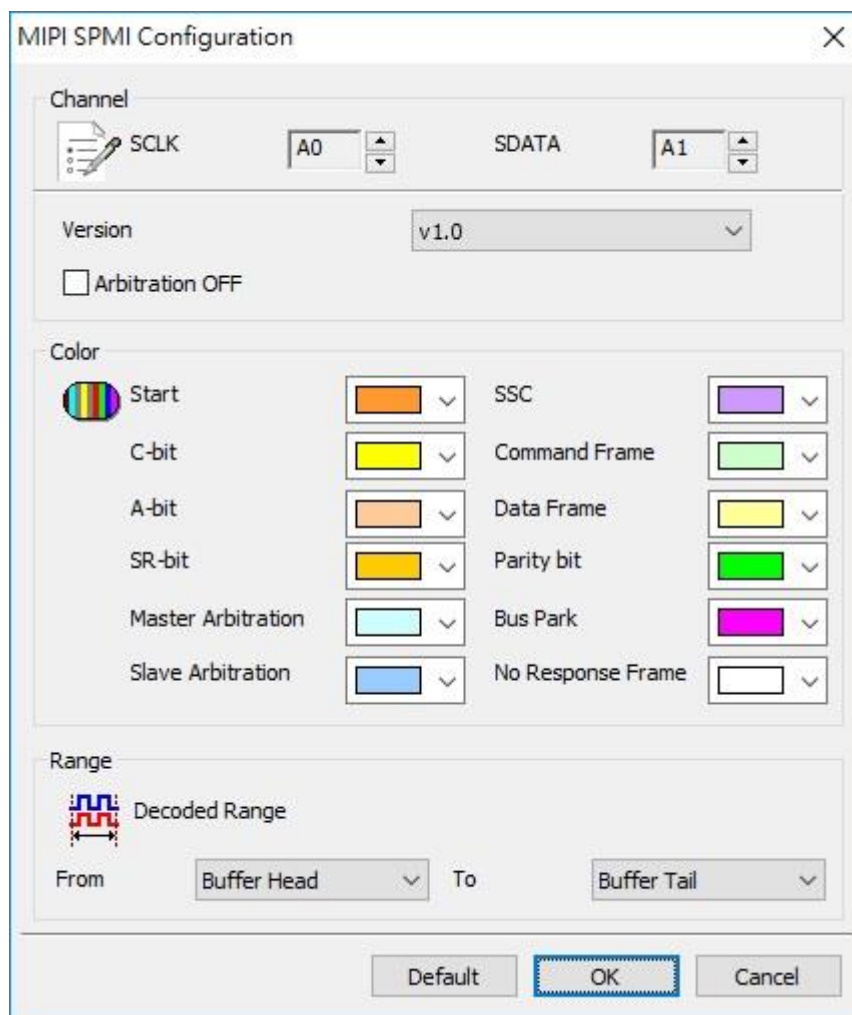 MIPI SPMI Configuration
Channel
SCLK A0 SDATA A1
Version v1.0
Arbitration OFF
Color
Start SSC
C-bit Command Frame
A-bit Data Frame
SR-bit Parity bit
Master Arbitration Bus Park
Slave Arbitration No Response Frame
Range
Decoded Range
From Buffer Head To Buffer Tail
Default OK Cancel